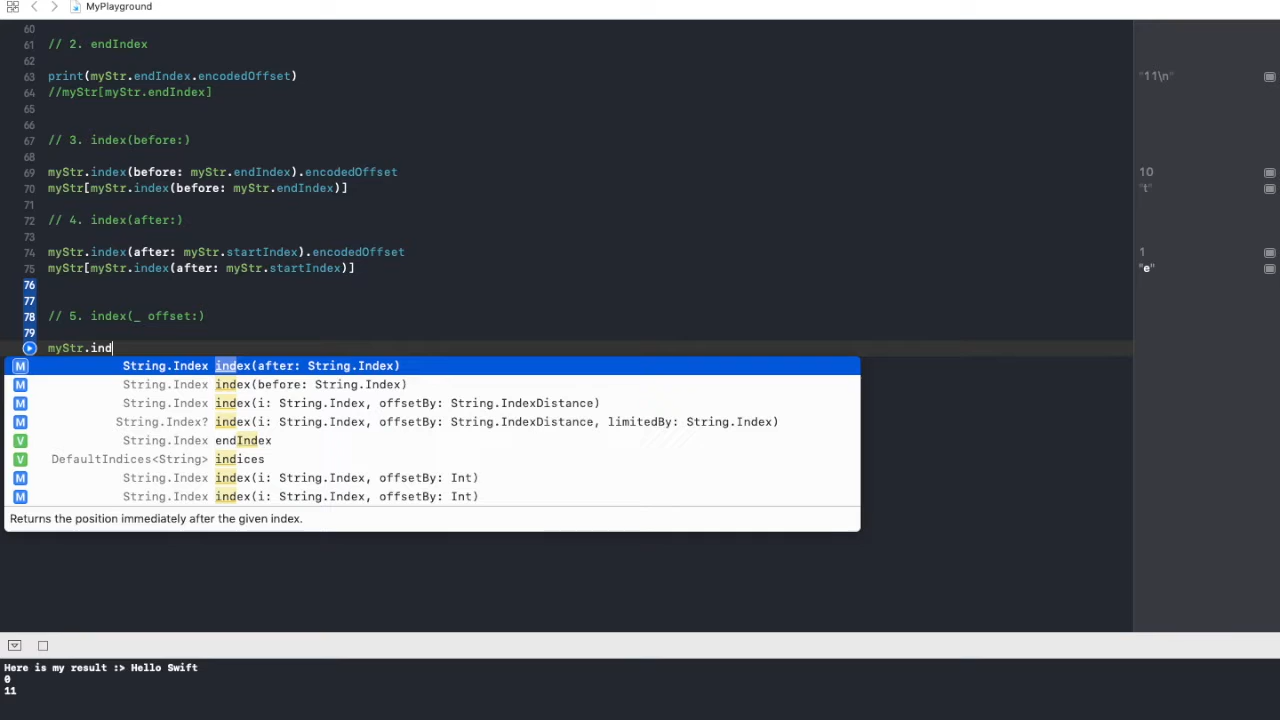 MyPlayground
60
61 // 2. endIndex
62
63 print(myStr.endIndex.encodedOffset) "11\n"
64 //myStr[myStr.endIndex]
65
66
67 // 3. index(before:)
68
69 myStr.index(before: myStr.endIndex).encodedOffset 10
70 myStr[myStr.index(before: myStr.endIndex)] "t"
71
72 // 4. index(after:)
73
74 myStr.index(after: myStr.startIndex).encodedOffset 1
75 myStr[myStr.index(after: myStr.startIndex)] "e"
76
77
78 // 5. index(_ offset:)
79
myStr.ind
M String.Index index(after: String.Index)
M String.Index index(before: String.Index)
M String.Index index(i: String.Index, offsetBy: String.IndexDistance)
M String.Index? index(i: String.Index, offsetBy: String.IndexDistance, limitedBy: String.Index)
V String.Index endIndex
V DefaultIndices<String> indices
M String.Index index(i: String.Index, offsetBy: Int)
M String.Index index(i: String.Index, offsetBy: Int)
Returns the position immediately after the given index.
Here is my result :> Hello Swift
0
11